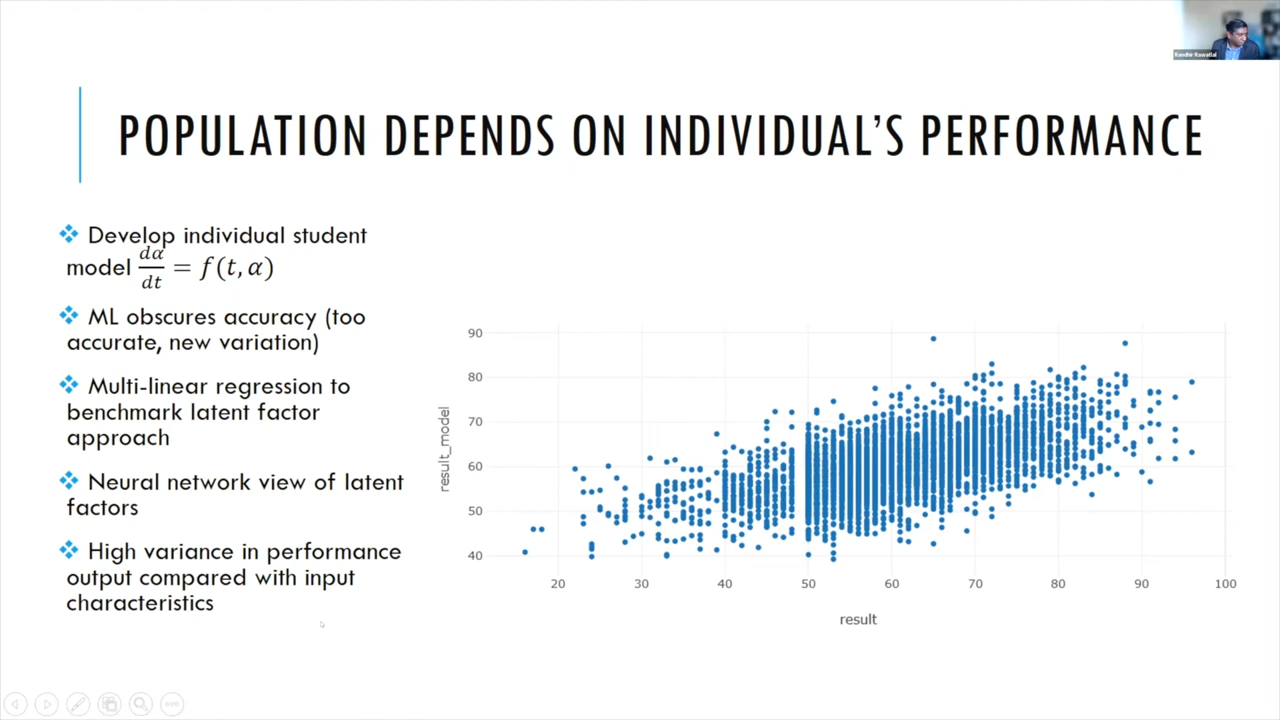 Randhir Rawatlal
POPULATION DEPENDS ON INDIVIDUAL'S PERFORMANCE
❖ Develop individual student
model dα/dt = f(t, α)
❖ ML obscures accuracy (too
accurate, new variation)
❖ Multi-linear regression to
benchmark latent factor
approach
❖ Neural network view of latent
factors
❖ High variance in performance
output compared with input
characteristics
90
80
70
60
50
40
result_model
20 30 40 50 60 70 80 90 100
result